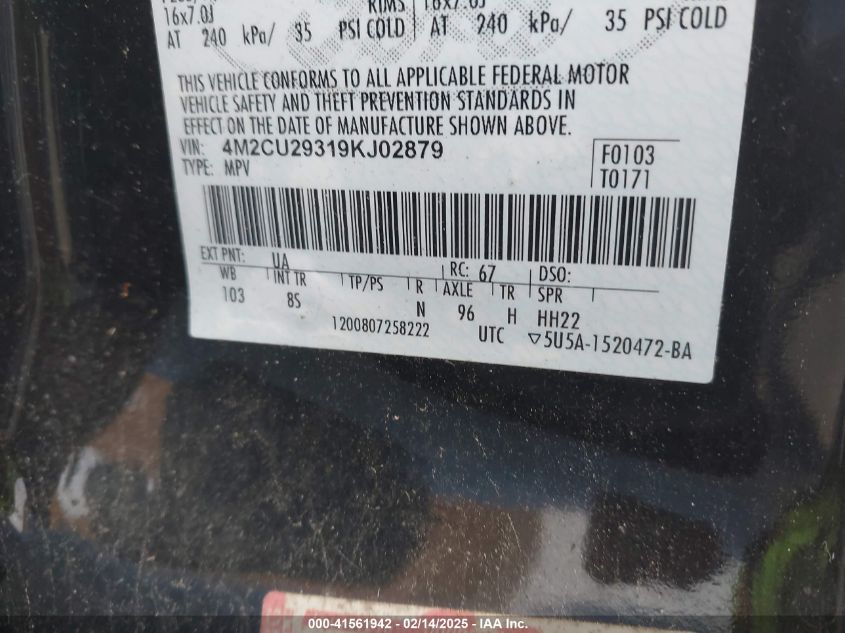 16x7.0J RIMS 16x7.0J
AT 240 kPa/ 35 PSI COLD AT 240 kPa/ 35 PSI COLD
THIS VEHICLE CONFORMS TO ALL APPLICABLE FEDERAL MOTOR
VEHICLE SAFETY AND THEFT PREVENTION STANDARDS IN
EFFECT ON THE DATE OF MANUFACTURE SHOWN ABOVE.
VIN: 4M2CU29319KJ02879
TYPE: MPV
F0103
T0171
EXT PNT: UA RC: 67 DSO:
WB INT TR TP/PS R AXLE TR SPR
103 85 N 96 H HH22
1200807258222 UTC ▽5U5A-1520472-BA
000-41561942 - 02/14/2025 - IAA Inc.